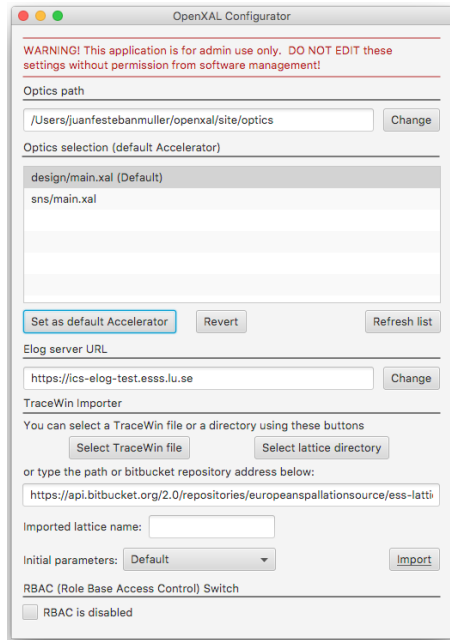 OpenXAL Configurator
WARNING! This application is for admin use only. DO NOT EDIT these
settings without permission from software management!
Optics path
/Users/juanfestebanmuller/openxal/site/optics
Change
Optics selection (default Accelerator)
design/main.xal (Default)
sns/main.xal
Set as default Accelerator
Revert
Refresh list
Elog server URL
https://ics-elog-test.esss.lu.se
Change
TraceWin Importer
You can select a TraceWin file or a directory using these buttons
Select TraceWin file
Select lattice directory
or type the path or bitbucket repository address below:
https://api.bitbucket.org/2.0/repositories/europeanspallationsource/ess-latti
Imported lattice name:
Initial parameters:
Default
Import
RBAC (Role Base Access Control) Switch
RBAC is disabled